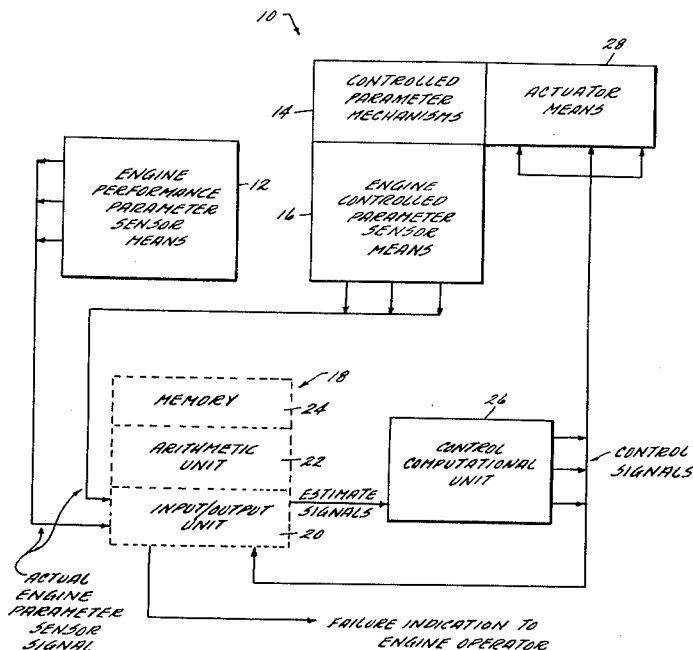 10
28
CONTROLLED
PARAMETER
MECHANISMS
14
ACTUATOR
MEANS
ENGINE
PERFORMANCE
PARAMETER
SENSOR
MEANS
12
16
ENGINE
CONTROLLED
PARAMETER
SENSOR
MEANS
18
MEMORY
24
ARITHMETIC
UNIT
22
INPUT/OUTPUT
UNIT
20
ESTIMATE
SIGNALS
26
CONTROL
COMPUTATIONAL
UNIT
CONTROL
SIGNALS
ACTUAL
ENGINE
PARAMETER
SENSOR
SIGNAL
FAILURE INDICATION TO
ENGINE OPERATOR